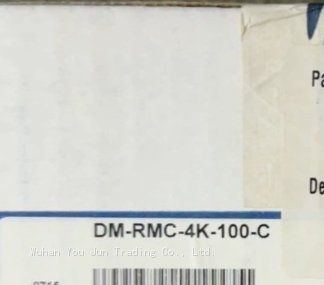 Pa
De
DM-RMC-4K-100-C
Wuhan You Jun Trading Co., Ltd.